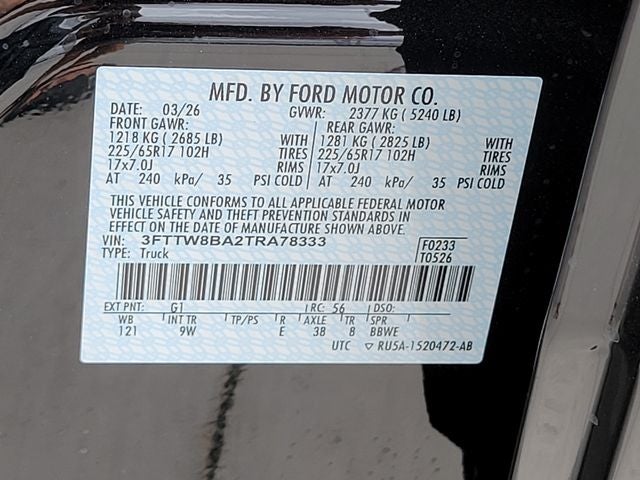 MFD. BY FORD MOTOR CO.
DATE: 03/26 GVWR: 2377 KG ( 5240 LB)
FRONT GAWR: REAR GAWR:
1218 KG ( 2685 LB) WITH 1281 KG ( 2825 LB) WITH
225/65R17 102H TIRES 225/65R17 102H TIRES
17x7.0J RIMS 17x7.0J RIMS
AT 240 kPa/ 35 PSI COLD AT 240 kPa/ 35 PSI COLD
THIS VEHICLE CONFORMS TO ALL APPLICABLE FEDERAL MOTOR
VEHICLE SAFETY AND THEFT PREVENTION STANDARDS IN
EFFECT ON THE DATE OF MANUFACTURE SHOWN ABOVE.
VIN: 3FTTW8BA2TRA78333 F0233
TYPE: Truck T0526
EXT PNT: G1 RC: 56 DSO:
WB INT TR TP/PS R AXLE TR SPR
121 9W E 38 8 BBWE
UTC ▽ RU5A-1520472-AB